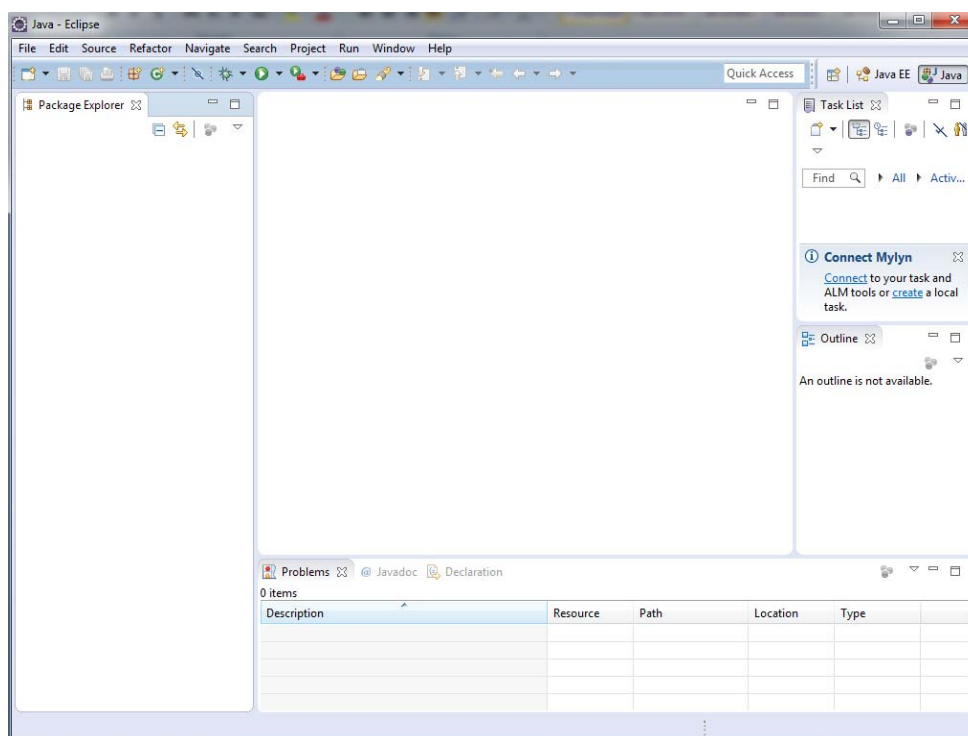 Java - Eclipse
File Edit Source Refactor Navigate Search Project Run Window Help
Quick Access
Java EE
Java
Package Explorer
Task List
Find
All
Activ...
Connect Mylyn
Connect to your task and
ALM tools or create a local
task.
Outline
An outline is not available.
Problems @ Javadoc Declaration
0 items
Description Resource Path Location Type